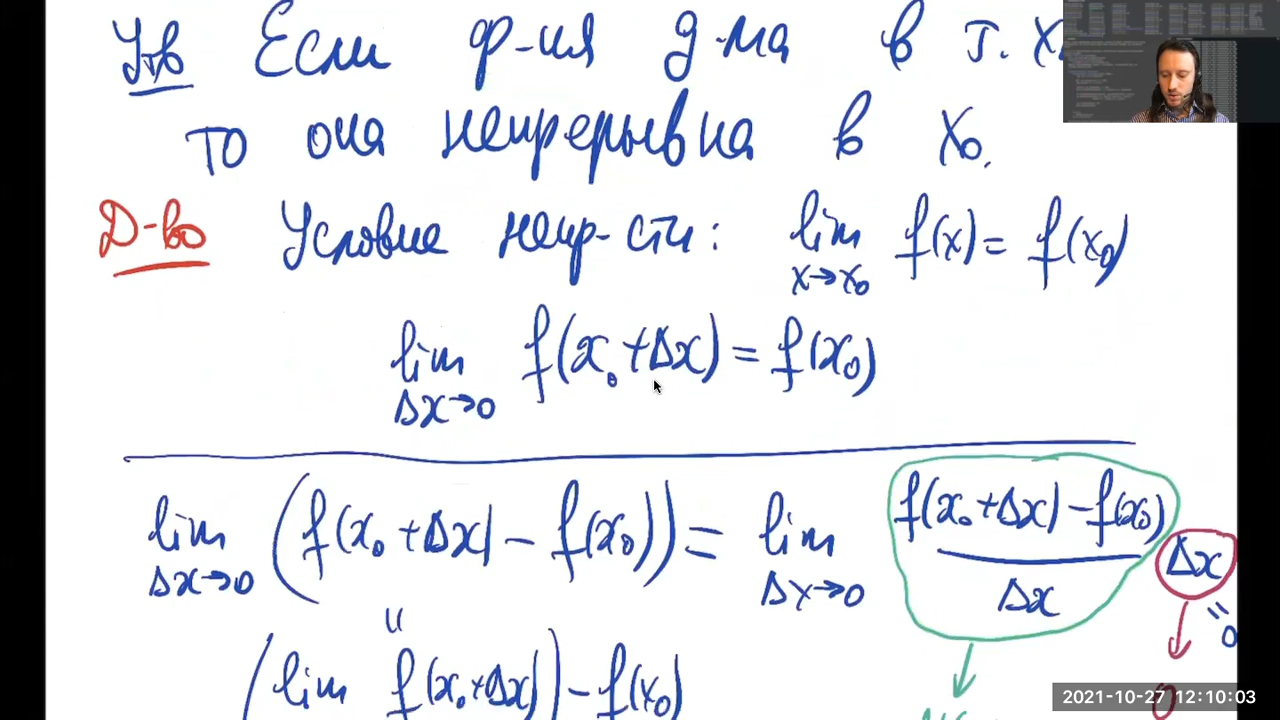 Утв Если ф-ия д-ма в т. X
то она непрерывна в X₀.
Д-во Условие непр-сти: lim f(x) = f(x₀)
x→x₀
lim f(x₀+Δx) = f(x₀)
Δx→0
lim (f(x₀+Δx) − f(x₀)) = lim f(x₀+Δx) − f(x₀) Δx
Δx→0 Δx→0 Δx = 0
(lim f(x₀+Δx)) − f(x₀)
2021-10-27 12:10:03